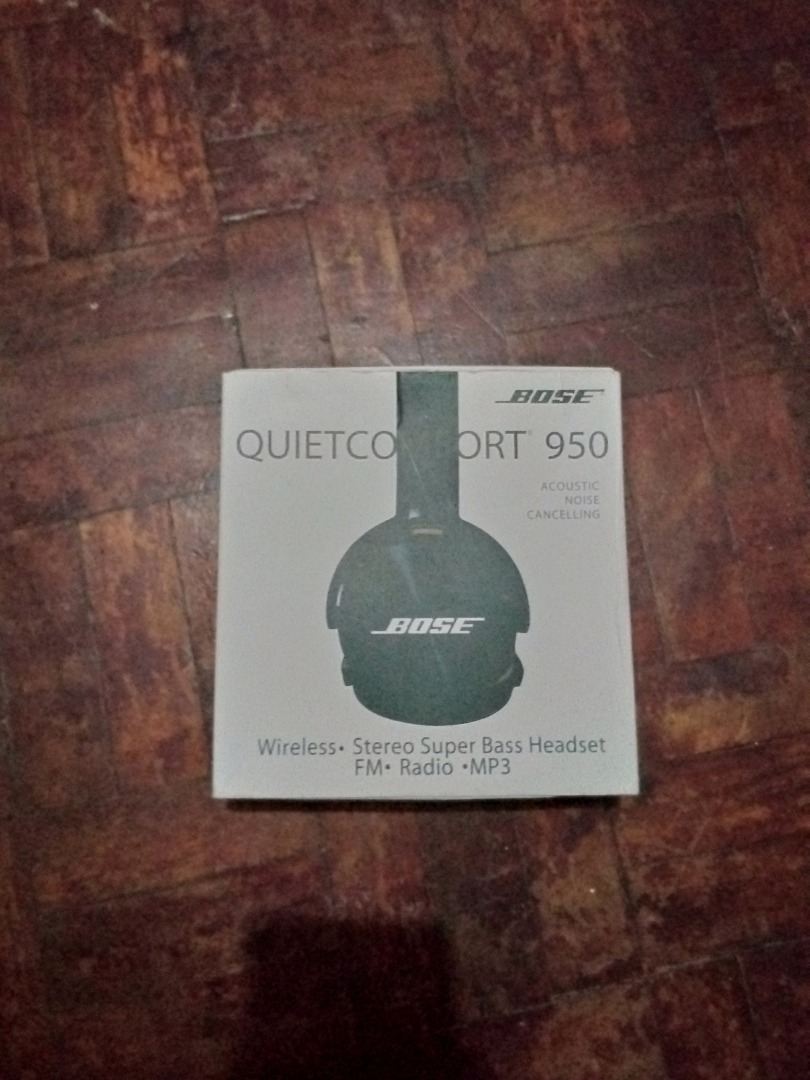 BOSE
QUIETCO ORT® 950
ACOUSTIC
NOISE
CANCELLING
BOSE
Wireless• Stereo Super Bass Headset
FM• Radio •MP3